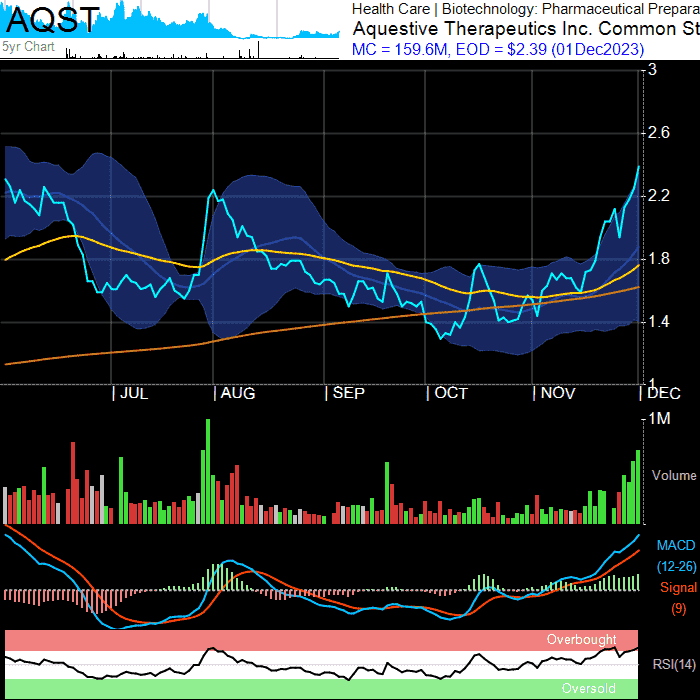 AQST
Health Care | Biotechnology: Pharmaceutical Prepara
Aquestive Therapeutics Inc. Common St
5yr Chart
MC = 159.6M, EOD = $2.39 (01Dec2023)
3
2.6
2.2
1.8
1.4
1
JUL
AUG
SEP
OCT
NOV
DEC
1M
Volume
MACD
(12-26)
Signal
(9)
Overbought
RSI(14)
Oversold